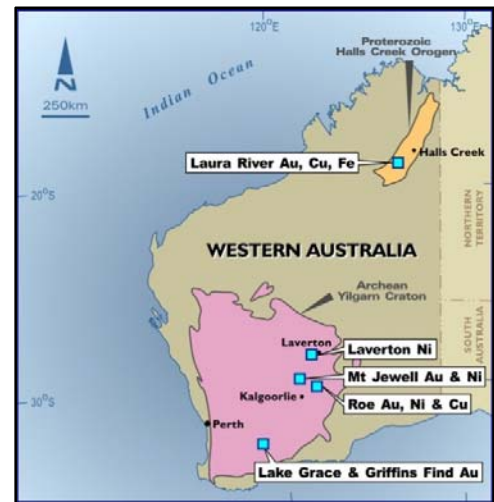 120°E
130°E
Proterozoic
Halls Creek Orogen
N
250km
Indian Ocean
Halls Creek
Laura River Au, Cu, Fe
20°S
NORTHERN
TERRITORY
WESTERN AUSTRALIA
Archean
Yilgarn Craton
SOUTH
AUSTRALIA
Laverton
Laverton Ni
Mt Jewell Au & Ni
Kalgoorlie
Roe Au, Ni & Cu
30°S
Perth
Lake Grace & Griffins Find Au